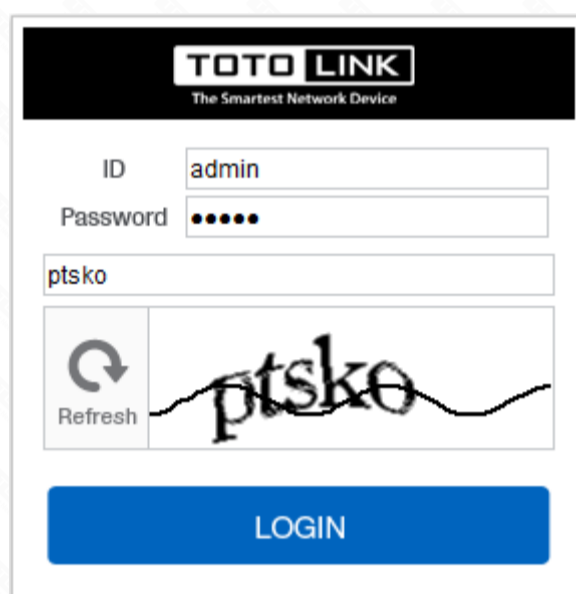 TOTO LINK
The Smartest Network Device
ID admin
Password •••••
ptsko
Refresh ptsko
LOGIN